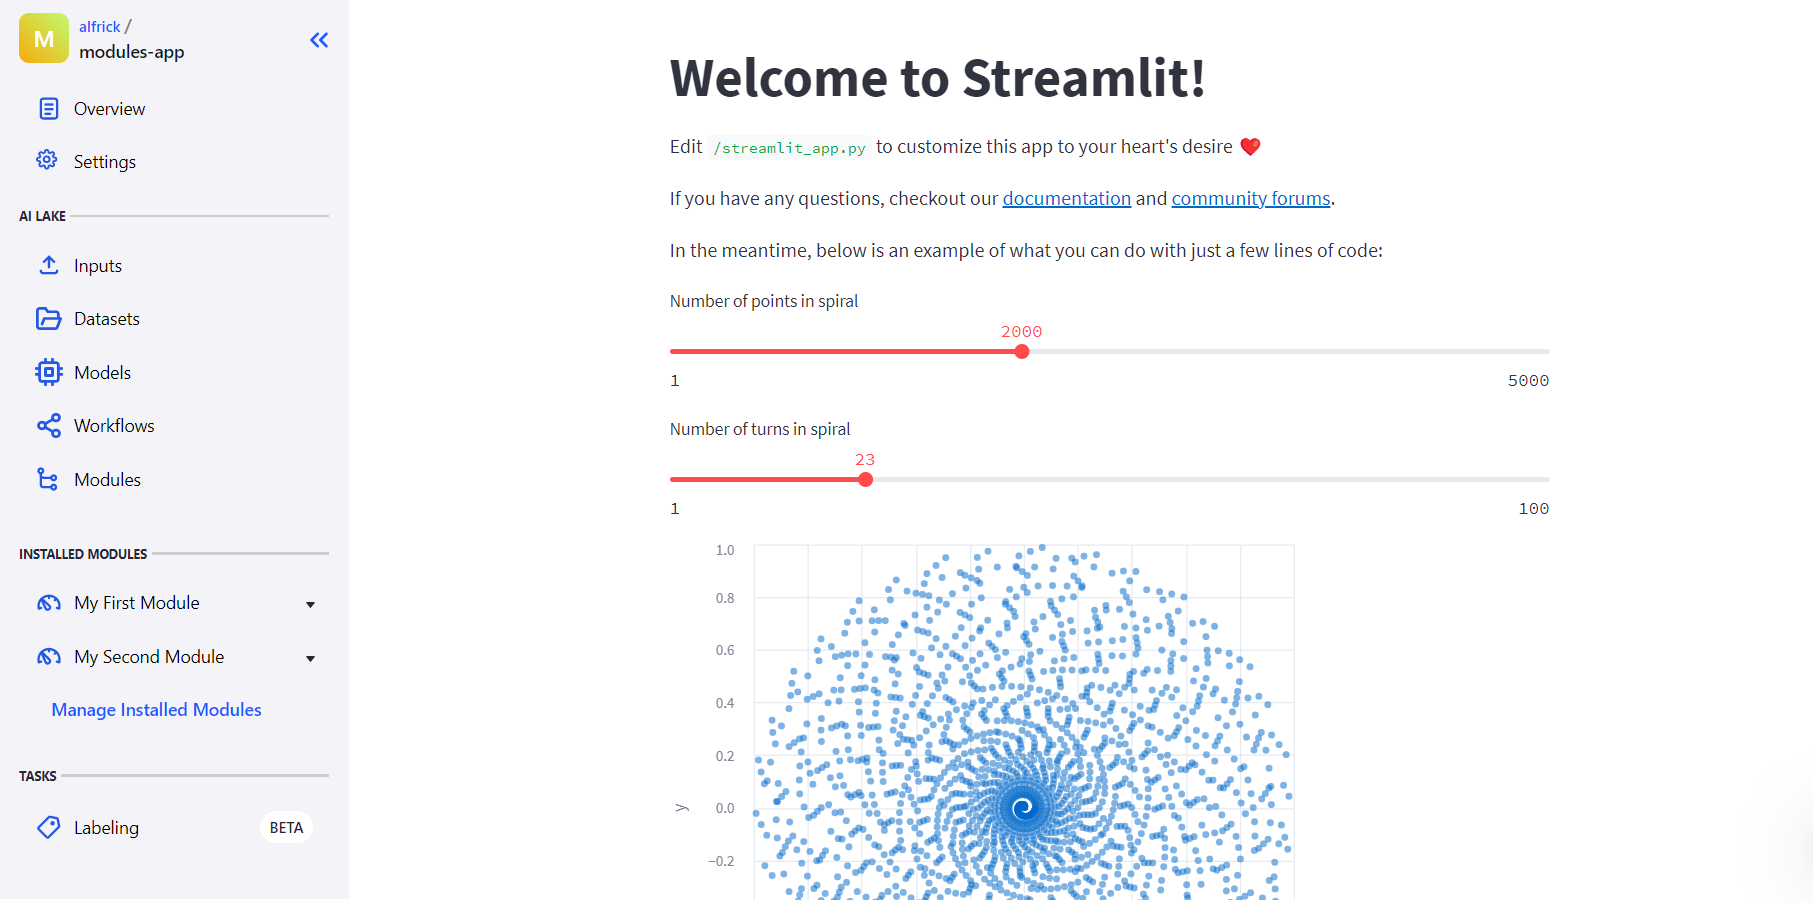 M
alfrick /
modules-app
Overview
Settings
AI LAKE
Inputs
Datasets
Models
Workflows
Modules
INSTALLED MODULES
My First Module
My Second Module
Manage Installed Modules
TASKS
Labeling
BETA
Welcome to Streamlit!
Edit /streamlit_app.py to customize this app to your heart's desire ❤️
If you have any questions, checkout our documentation and community forums.
In the meantime, below is an example of what you can do with just a few lines of code:
Number of points in spiral
2000
1 5000
Number of turns in spiral
23
1 100
1.0
0.8
0.6
0.4
0.2
y 0.0
−0.2